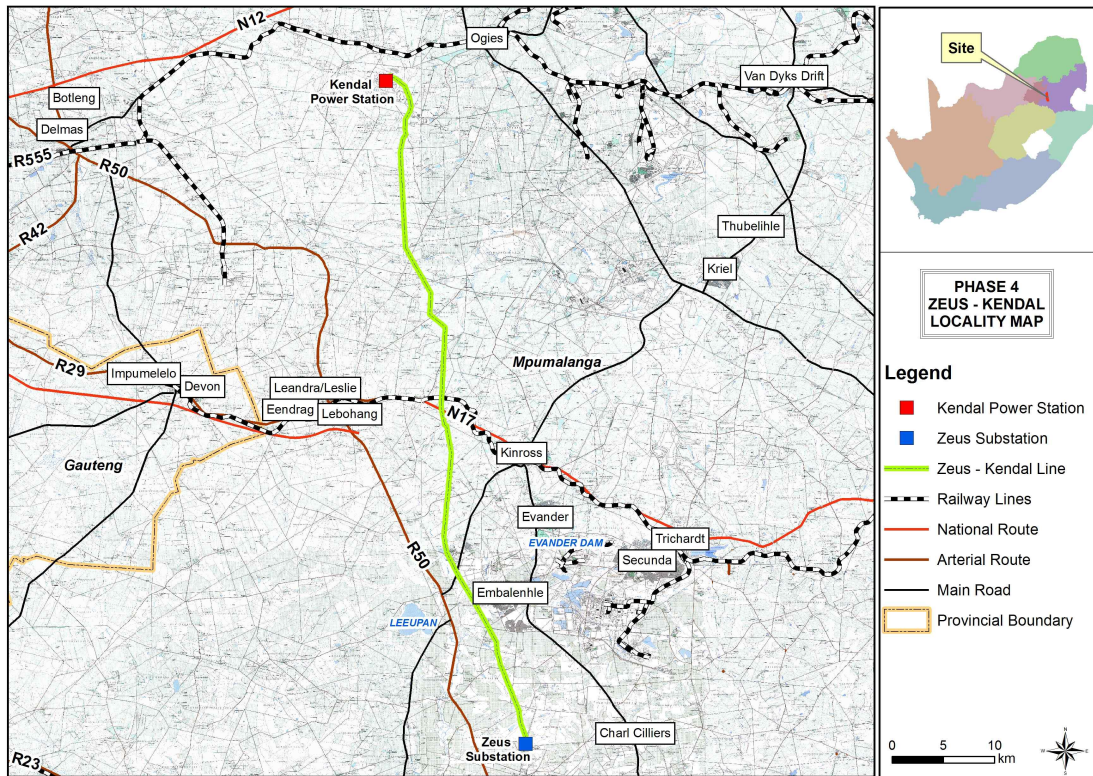 N12
Ogies
Kendal
Power Station
Van Dyks Drift
Botleng
Delmas
R555
R50
R42
Thubelihle
Kriel
Mpumalanga
R29
Impumelelo
Devon
Leandra/Leslie
Eendrag
Lebohang
N17
Gauteng
Kinross
Evander
EVANDER DAM
Trichardt
Secunda
R50
Embalenhle
LEEUPAN
Zeus
Substation
Charl Cilliers
R23
Site
PHASE 4
ZEUS - KENDAL
LOCALITY MAP
Legend
Kendal Power Station
Zeus Substation
Zeus - Kendal Line
Railway Lines
National Route
Arterial Route
Main Road
Provincial Boundary
0 5 10
km
N
W E
S